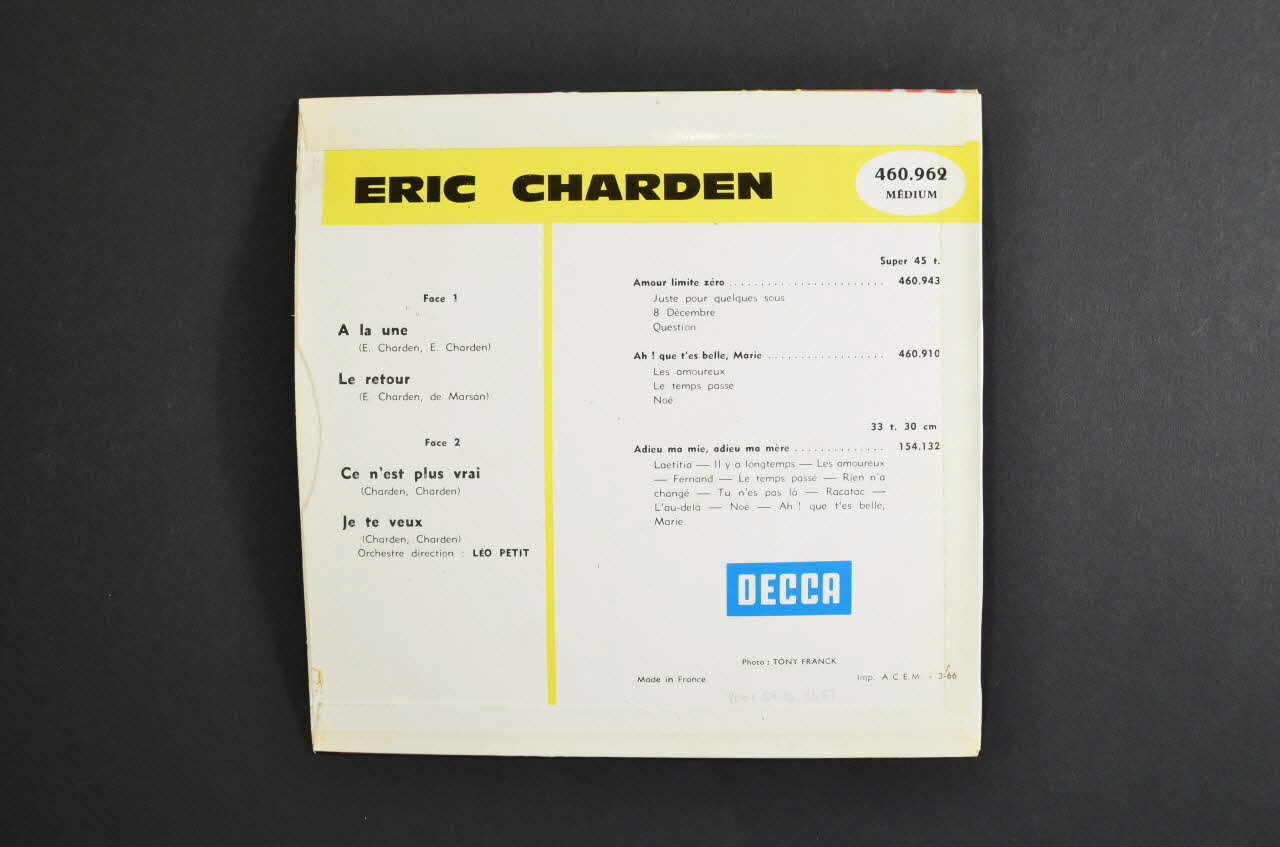 ERIC CHARDEN
460.962
MÉDIUM
Face 1
A la une
(E. Charden, E. Charden)
Le retour
(E. Charden, de Marsan)
Face 2
Ce n'est plus vrai
(Charden, Charden)
Je te veux
(Charden, Charden)
Orchestre direction : LÉO PETIT
Super 45 t.
Amour limite zéro ......................... 460.943
Juste pour quelques sous
8 Décembre
Question
Ah ! que t'es belle, Marie ................... 460.910
Les amoureux
Le temps passe
Noé
33 t. 30 cm
Adieu ma mie, adieu ma mère ............... 154.132
Laetitia — Il y a longtemps — Les amoureux
— Fernand — Le temps passe — Rien n'a
changé — Tu n'es pas là — Racatac —
L'au-delà — Noé — Ah ! que t'es belle,
Marie.
DECCA
Photo : TONY FRANCK
Made in France
Imp. A.C.E.M. - 3-66